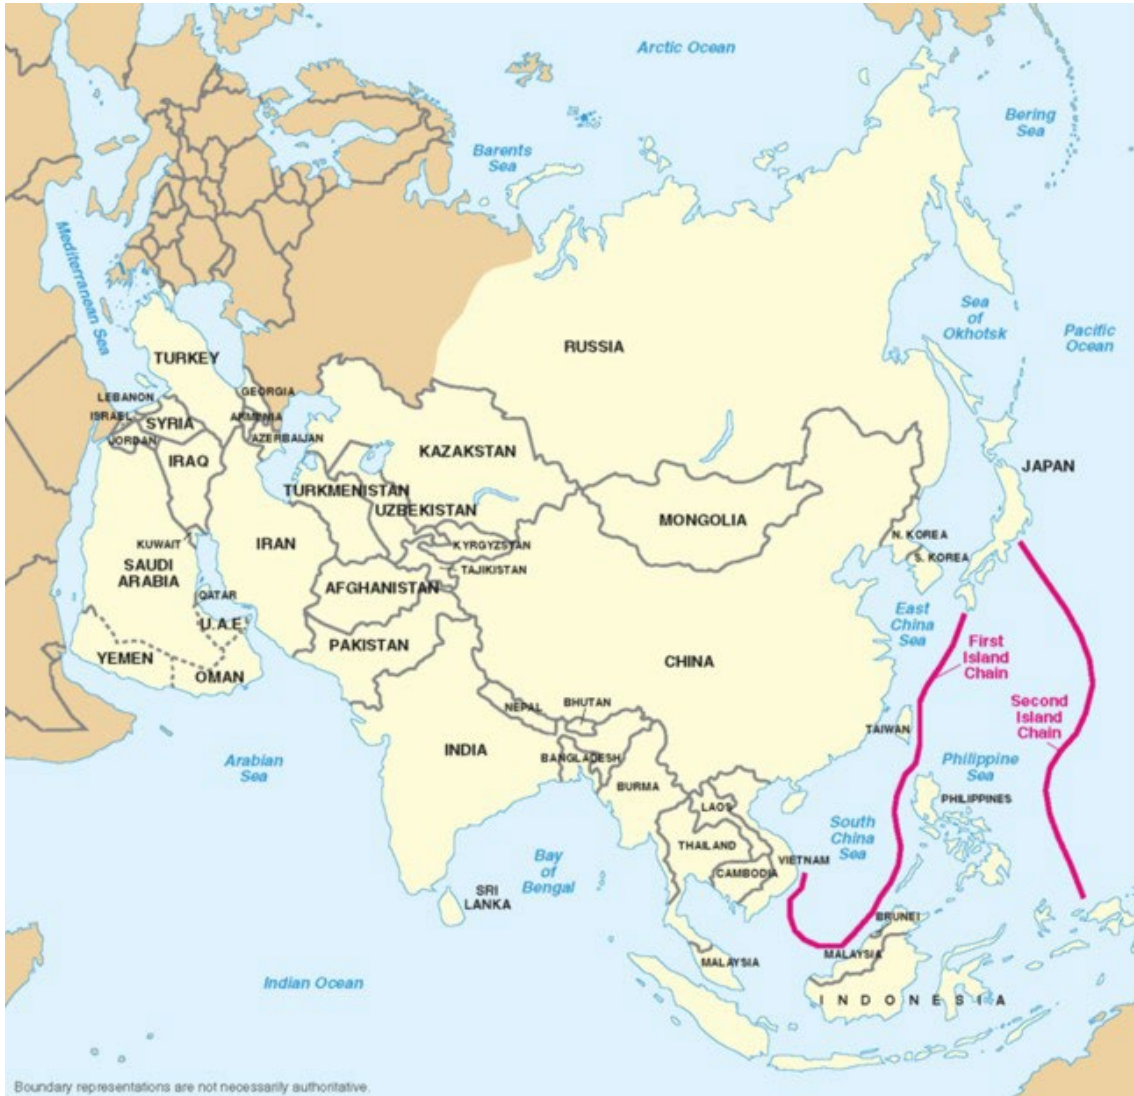 Arctic Ocean
Bering
Sea
Barents
Sea
Mediterranean Sea
Sea
of
Okhotsk
Pacific
Ocean
RUSSIA
TURKEY
GEORGIA
LEBANON
ARMENIA
ISRAEL
SYRIA
AZERBAIJAN
JORDAN
IRAQ
KAZAKSTAN
JAPAN
TURKMENISTAN
UZBEKISTAN
MONGOLIA
N. KOREA
S. KOREA
KUWAIT
IRAN
KYRGYZSTAN
SAUDI
ARABIA
TAJIKISTAN
AFGHANISTAN
QATAR
U.A.E.
East
China
Sea
PAKISTAN
YEMEN
OMAN
CHINA
First
Island
Chain
Second
Island
Chain
NEPAL
BHUTAN
TAIWAN
INDIA
BANGLADESH
Arabian
Sea
Philippine
Sea
BURMA
PHILIPPINES
LAOS
South
China
Sea
THAILAND
VIETNAM
CAMBODIA
Bay
of
Bengal
SRI
LANKA
BRUNEI
MALAYSIA
MALAYSIA
Indian Ocean
INDONESIA
Boundary representations are not necessarily authoritative.